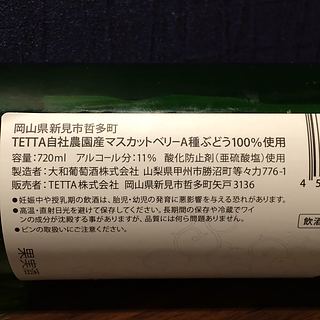 岡山県新見市哲多町
TETTA自社農園産マスカットベリーA種ぶどう100%使用
容量:720ml アルコール分:11% 酸化防止剤(亜硫酸塩)使用
製造者:大和葡萄酒株式会社 山梨県甲州市勝沼町等々力776-1
販売者:TETTA株式会社 岡山県新見市哲多町矢戸3136
●妊娠中や授乳期の飲酒は、胎児・幼児の発育に悪影響を与える恐れがあります。
●高温・直射日光を避けて保存してください。長期間の保存や冷蔵でワイ
ンの成分が沈殿する事がありますが、品質には何ら問題ありません。
●ビンの取扱いにご注意ください。
果実酒
4 5
飲酒